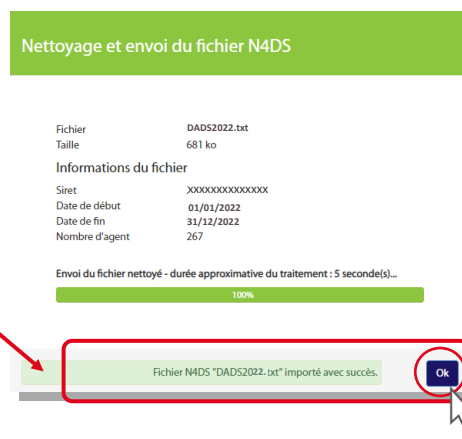 Nettoyage et envoi du fichier N4DS
Fichier DADS2022.txt
Taille 681 ko
Informations du fichier
Siret XXXXXXXXXXXXXX
Date de début 01/01/2022
Date de fin 31/12/2022
Nombre d'agent 267
Envoi du fichier nettoyé - durée approximative du traitement : 5 seconde(s)...
100%
Fichier N4DS "DADS2022.txt" importé avec succès.
Ok